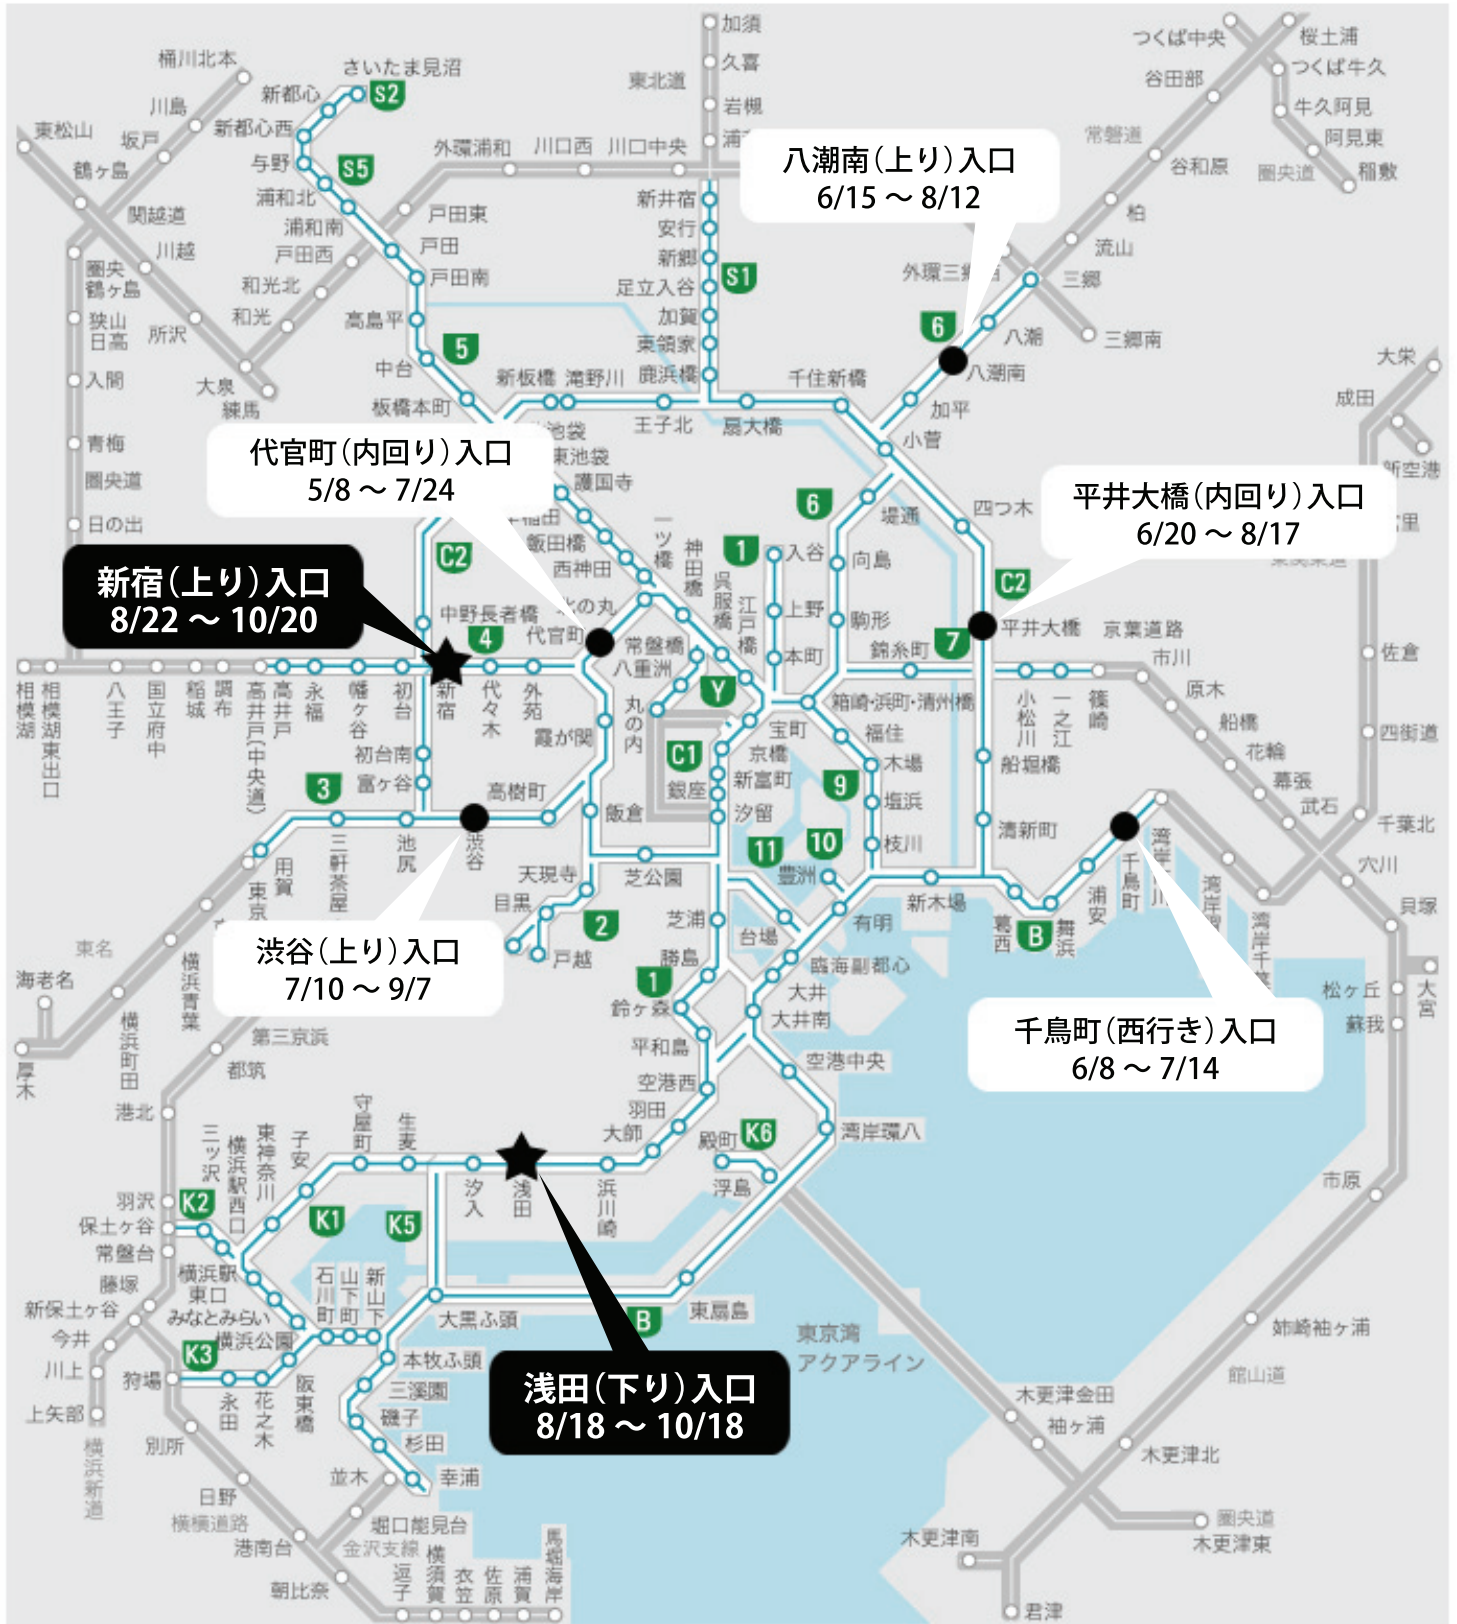 加須
久喜
東北道
岩槻
つくば中央
桜土浦
つくば牛久
谷田部
牛久阿見
常磐道
阿見東
谷和原
圏央道
稲敷
柏
流山
外環三郷
三郷
八潮
三郷南
八潮南
加平
小菅
八潮南（上り）入口
6/15 ～ 8/12
桶川北本
さいたま見沼
S2
川島
新都心
東松山
坂戸
新都心西
与野
S5
鶴ヶ島
浦和北
関越道
浦和南
川越
戸田西
圏央
鶴ヶ島
和光北
狭山
日高
所沢
和光
高島平
入間
大泉
練馬
外環浦和
川口西
川口中央
戸田東
戸田
戸田南
5
中台
板橋本町
新井宿
安行
新郷
足立入谷
加賀
東領家
鹿浜橋
S1
6
新板橋
滝野川
王子北
扇大橋
千住新橋
大栄
成田
新空港
青梅
圏央道
日の出
代官町（内回り）入口
5/8 ～ 7/24
池袋
東池袋
護国寺
飯田橋
西神田
一ツ橋
神田橋
呉服橋
江戸橋
6
堤通
四つ木
平井大橋（内回り）入口
6/20 ～ 8/17
1
入谷
向島
C2
上野
駒形
7
平井大橋
京葉道路
本町
錦糸町
市川
佐倉
新宿（上り）入口
8/22 ～ 10/20
C2
中野長者橋
4
北の丸
代官町
常盤橋
八重洲
Y
相模湖
相模湖東出口
八王子
国立府中
稲城
調布
高井戸（中央道）
高井戸
永福
幡ヶ谷
初台
新宿
代々木
外苑
霞が関
丸の内
箱崎・浜町・清洲橋
小松川
一之江
篠崎
原木
船橋
花輪
幕張
武石
四街道
千葉北
初台南
富ヶ谷
3
高樹町
C1
宝町
京橋
新富町
銀座
汐留
福住
木場
9
塩浜
船堀橋
用賀
三軒茶屋
池尻
渋谷
飯倉
11
10
枝川
清新町
東京
天現寺
芝公園
豊洲
千鳥町
穴川
目黒
2
芝浦
台場
有明
新木場
葛西
B
舞浜
浦安
貝塚
東名
渋谷（上り）入口
7/10 ～ 9/7
戸越
勝島
臨海副都心
海老名
横浜青葉
1
鈴ヶ森
大井
大井南
千鳥町（西行き）入口
6/8 ～ 7/14
松ヶ丘
大宮
蘇我
厚木
横浜町田
第三京浜
都筑
平和島
空港西
空港中央
港北
羽田
大師
殿町
K6
湾岸環八
三ッ沢
横浜駅西口
東神奈川
子安
守屋町
生麦
汐入
浅田
浜川崎
浮島
市原
羽沢
K2
保土ヶ谷
常盤台
K1
K5
藤塚
横浜駅
東口
石川町
山下町
新山下
新保土ヶ谷
みなとみらい
大黒ふ頭
B
東扇島
今井
横浜公園
本牧ふ頭
東京湾
アクアライン
姉崎袖ヶ浦
川上
狩場
K3
三溪園
館山道
上矢部
永田
花之木
阪東橋
磯子
浅田（下り）入口
8/18 ～ 10/18
木更津金田
袖ヶ浦
横浜新道
別所
杉田
木更津北
並木
幸浦
日野
横横道路
堀口能見台
圏央道
港南台
金沢支線
木更津南
木更津東
朝比奈
逗子
横須賀
衣笠
佐原
浦賀
馬堀海岸
君津